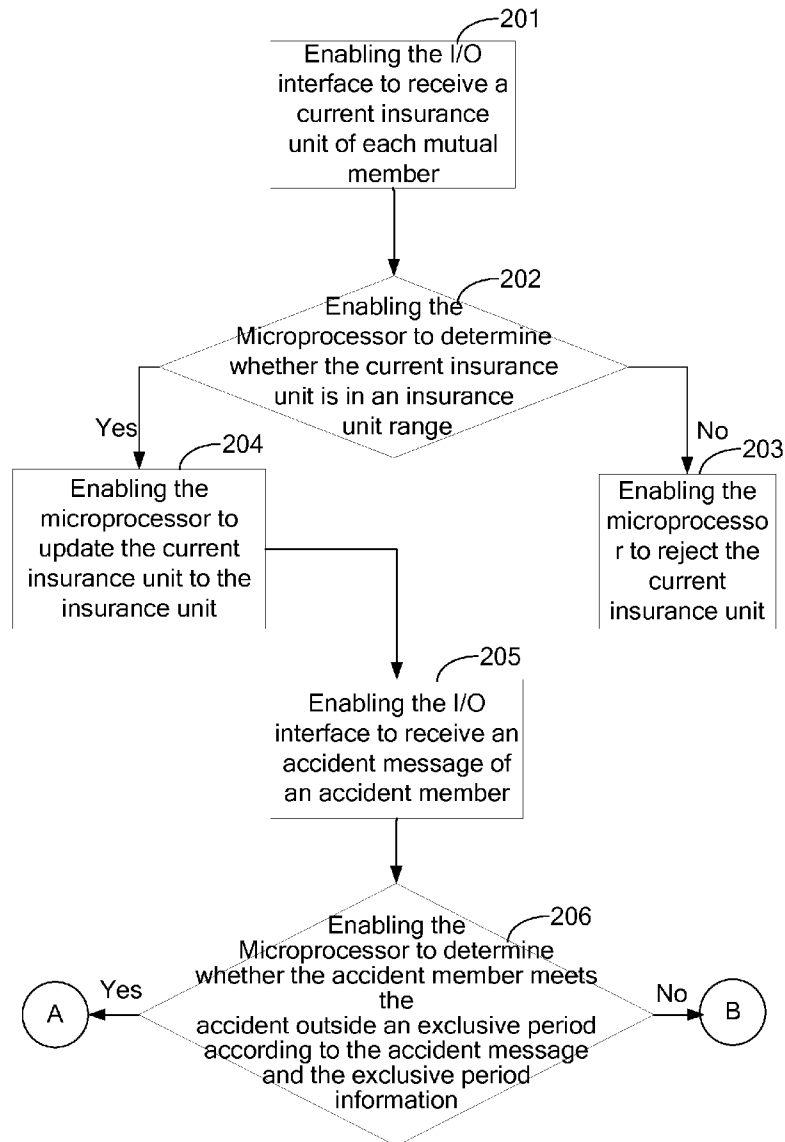 201
Enabling the I/O
interface to receive a
current insurance
unit of each mutual
member
202
Enabling the
Microprocessor to determine
whether the current insurance
unit is in an insurance
unit range
Yes
No
204
203
Enabling the
microprocessor to
update the current
insurance unit to the
insurance unit
Enabling the
microprocesso
r to reject the
current
insurance unit
205
Enabling the I/O
interface to receive an
accident message of
an accident member
206
Enabling the
Microprocessor to determine
whether the accident member meets
the
accident outside an exclusive period
according to the accident message
and the exclusive period
information
Yes
No
A
B